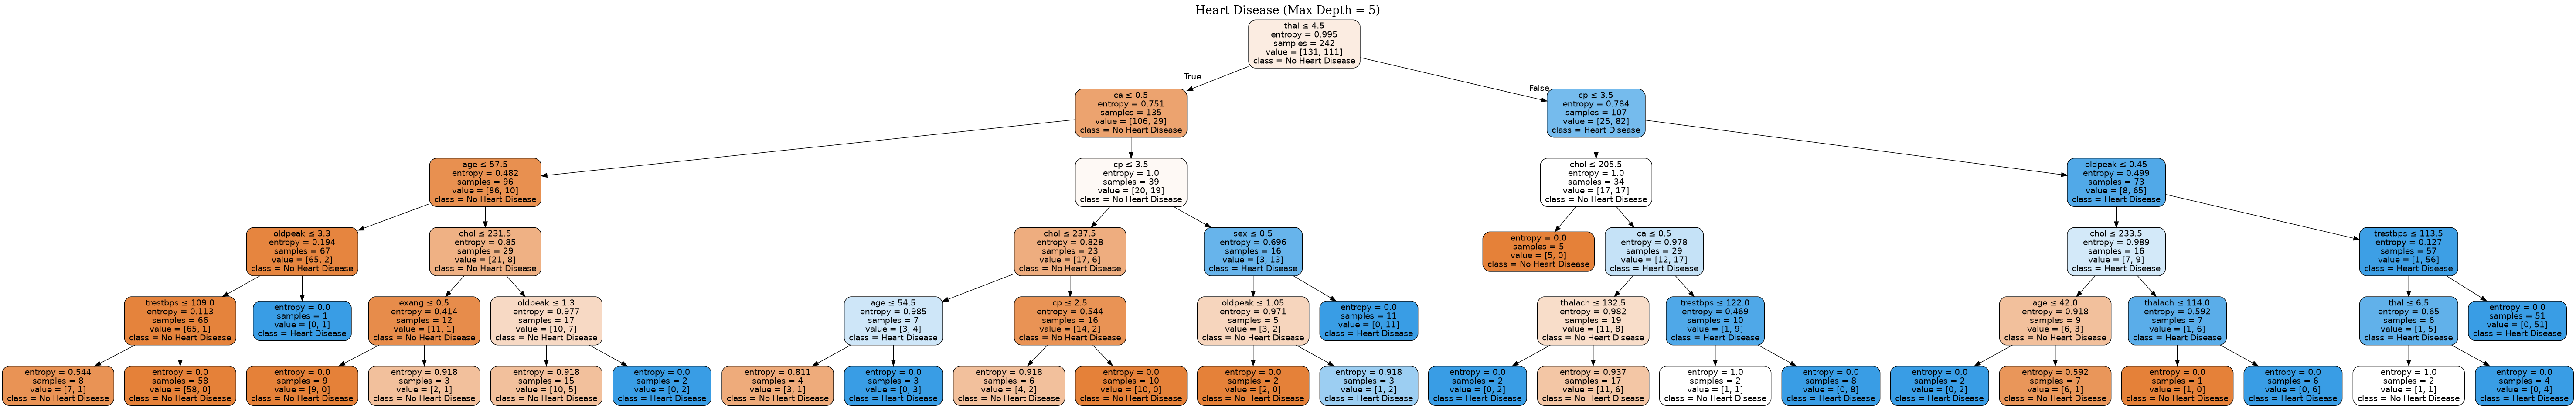 Heart Disease (Max Depth = 5)
thal ≤ 4.5
entropy = 0.995
samples = 242
value = [131, 111]
class = No Heart Disease
True
False
ca ≤ 0.5
entropy = 0.751
samples = 135
value = [106, 29]
class = No Heart Disease
cp ≤ 3.5
entropy = 0.784
samples = 107
value = [25, 82]
class = Heart Disease
age ≤ 57.5
entropy = 0.482
samples = 96
value = [86, 10]
class = No Heart Disease
cp ≤ 3.5
entropy = 1.0
samples = 39
value = [20, 19]
class = No Heart Disease
chol ≤ 205.5
entropy = 1.0
samples = 34
value = [17, 17]
class = No Heart Disease
oldpeak ≤ 0.45
entropy = 0.499
samples = 73
value = [8, 65]
class = Heart Disease
oldpeak ≤ 3.3
entropy = 0.194
samples = 67
value = [65, 2]
class = No Heart Disease
chol ≤ 231.5
entropy = 0.85
samples = 29
value = [21, 8]
class = No Heart Disease
chol ≤ 237.5
entropy = 0.828
samples = 23
value = [17, 6]
class = No Heart Disease
sex ≤ 0.5
entropy = 0.696
samples = 16
value = [3, 13]
class = Heart Disease
entropy = 0.0
samples = 5
value = [5, 0]
class = No Heart Disease
ca ≤ 0.5
entropy = 0.978
samples = 29
value = [12, 17]
class = Heart Disease
chol ≤ 233.5
entropy = 0.989
samples = 16
value = [7, 9]
class = Heart Disease
trestbps ≤ 113.5
entropy = 0.127
samples = 57
value = [1, 56]
class = Heart Disease
trestbps ≤ 109.0
entropy = 0.113
samples = 66
value = [65, 1]
class = No Heart Disease
entropy = 0.0
samples = 1
value = [0, 1]
class = Heart Disease
exang ≤ 0.5
entropy = 0.414
samples = 12
value = [11, 1]
class = No Heart Disease
oldpeak ≤ 1.3
entropy = 0.977
samples = 17
value = [10, 7]
class = No Heart Disease
age ≤ 54.5
entropy = 0.985
samples = 7
value = [3, 4]
class = Heart Disease
cp ≤ 2.5
entropy = 0.544
samples = 16
value = [14, 2]
class = No Heart Disease
oldpeak ≤ 1.05
entropy = 0.971
samples = 5
value = [3, 2]
class = No Heart Disease
entropy = 0.0
samples = 11
value = [0, 11]
class = Heart Disease
thalach ≤ 132.5
entropy = 0.982
samples = 19
value = [11, 8]
class = No Heart Disease
trestbps ≤ 122.0
entropy = 0.469
samples = 10
value = [1, 9]
class = Heart Disease
age ≤ 42.0
entropy = 0.918
samples = 9
value = [6, 3]
class = No Heart Disease
thalach ≤ 114.0
entropy = 0.592
samples = 7
value = [1, 6]
class = Heart Disease
thal ≤ 6.5
entropy = 0.65
samples = 6
value = [1, 5]
class = Heart Disease
entropy = 0.0
samples = 51
value = [0, 51]
class = Heart Disease
entropy = 0.544
samples = 8
value = [7, 1]
class = No Heart Disease
entropy = 0.0
samples = 58
value = [58, 0]
class = No Heart Disease
entropy = 0.0
samples = 9
value = [9, 0]
class = No Heart Disease
entropy = 0.918
samples = 3
value = [2, 1]
class = No Heart Disease
entropy = 0.918
samples = 15
value = [10, 5]
class = No Heart Disease
entropy = 0.0
samples = 2
value = [0, 2]
class = Heart Disease
entropy = 0.811
samples = 4
value = [3, 1]
class = No Heart Disease
entropy = 0.0
samples = 3
value = [0, 3]
class = Heart Disease
entropy = 0.918
samples = 6
value = [4, 2]
class = No Heart Disease
entropy = 0.0
samples = 10
value = [10, 0]
class = No Heart Disease
entropy = 0.0
samples = 2
value = [2, 0]
class = No Heart Disease
entropy = 0.918
samples = 3
value = [1, 2]
class = Heart Disease
entropy = 0.0
samples = 2
value = [0, 2]
class = Heart Disease
entropy = 0.937
samples = 17
value = [11, 6]
class = No Heart Disease
entropy = 1.0
samples = 2
value = [1, 1]
class = No Heart Disease
entropy = 0.0
samples = 8
value = [0, 8]
class = Heart Disease
entropy = 0.0
samples = 2
value = [0, 2]
class = Heart Disease
entropy = 0.592
samples = 7
value = [6, 1]
class = No Heart Disease
entropy = 0.0
samples = 1
value = [1, 0]
class = No Heart Disease
entropy = 0.0
samples = 6
value = [0, 6]
class = Heart Disease
entropy = 1.0
samples = 2
value = [1, 1]
class = No Heart Disease
entropy = 0.0
samples = 4
value = [0, 4]
class = Heart Disease